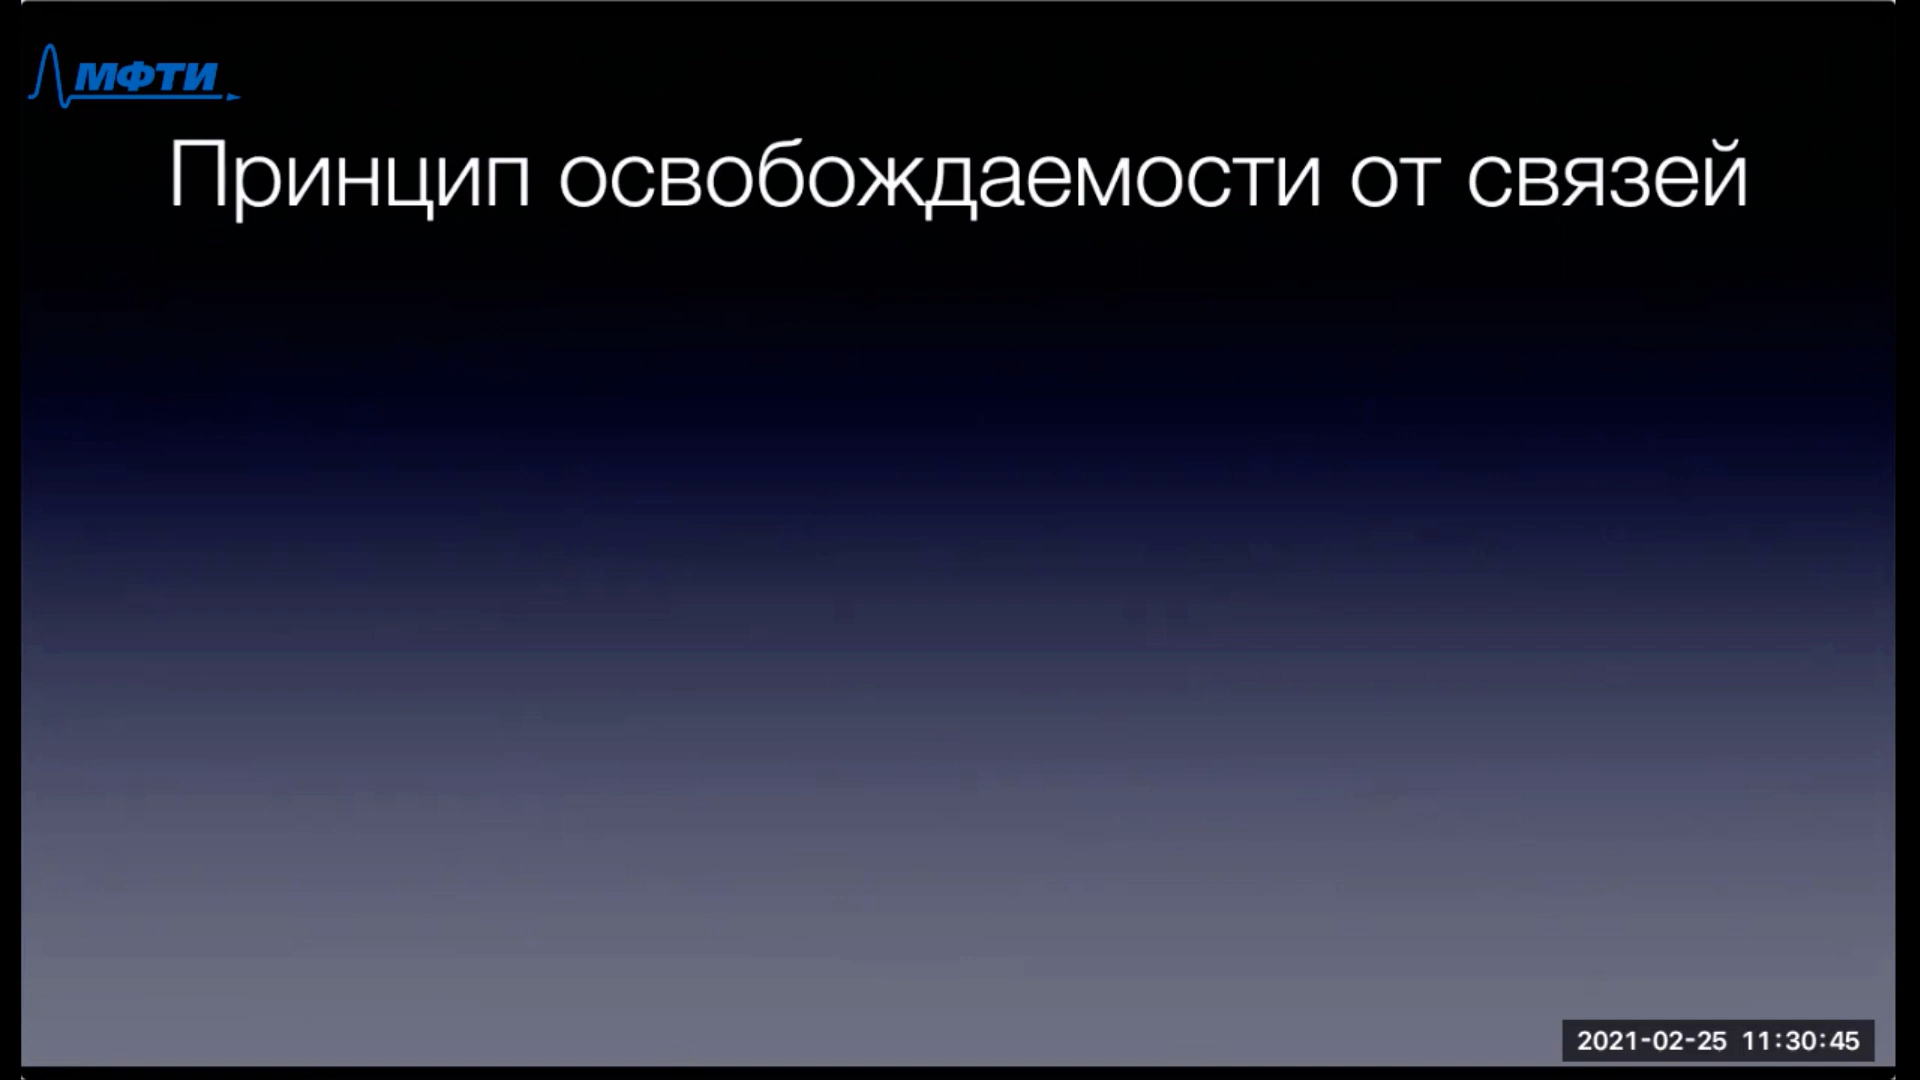 МФТИ
Принцип освобождаемости от связей
2021-02-25 11:30:45